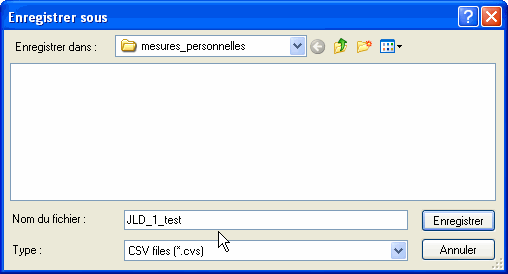 Enregistrer sous
Enregistrer dans :
mesures_personnelles
Nom du fichier :
JLD_1_test
Enregistrer
Type :
CSV files (*.cvs)
Annuler